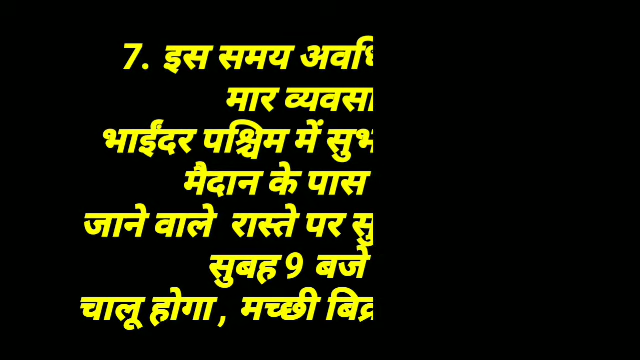 7. इस समय अवधि
मार व्यवसा
भाईंदर पश्चिम में सुभ
मैदान के पास
जाने वाले रास्ते पर सु
सुबह 9 बजे
चालू होगा , मच्छी बिक्र